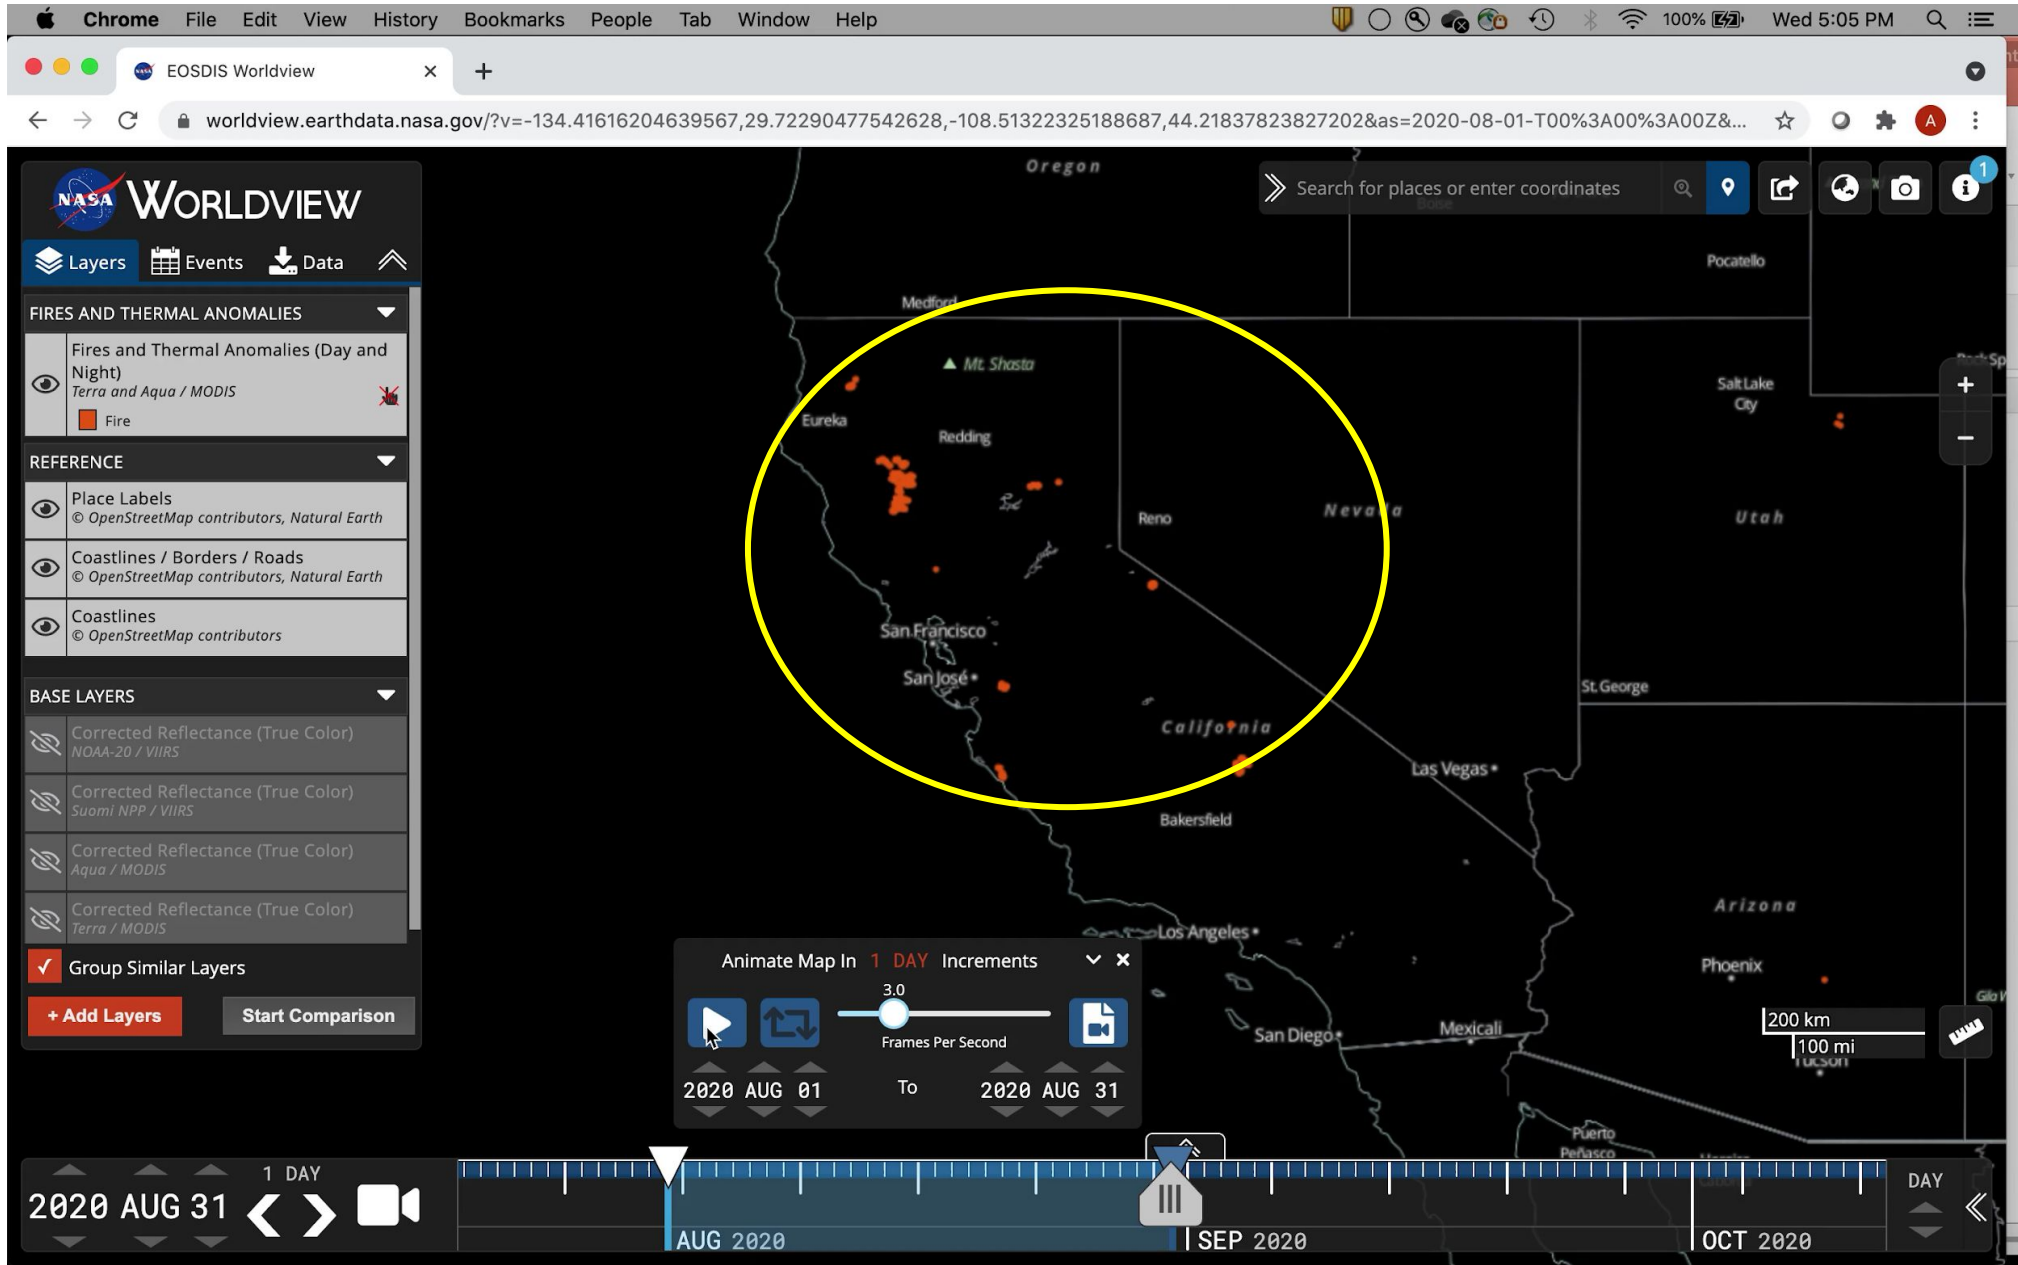 Chrome File Edit View History Bookmarks People Tab Window Help 100% Wed 5:05 PM
EOSDIS Worldview
worldview.earthdata.nasa.gov/?v=-134.41616204639567,29.72290477542628,-108.51322325188687,44.21837823827202&as=2020-08-01-T00%3A00%3A00Z&... A
NASA WORLDVIEW
Layers Events Data
FIRES AND THERMAL ANOMALIES
Fires and Thermal Anomalies (Day and
Night)
Terra and Aqua / MODIS
Fire
REFERENCE
Place Labels
© OpenStreetMap contributors, Natural Earth
Coastlines / Borders / Roads
© OpenStreetMap contributors, Natural Earth
Coastlines
© OpenStreetMap contributors
BASE LAYERS
Corrected Reflectance (True Color)
NOAA-20 / VIIRS
Corrected Reflectance (True Color)
Suomi NPP / VIIRS
Corrected Reflectance (True Color)
Aqua / MODIS
Corrected Reflectance (True Color)
Terra / MODIS
Group Similar Layers
+ Add Layers Start Comparison
Search for places or enter coordinates
1
Oregon
Boise
Pocatello
Medford
Mt. Shasta
Salt Lake
City
Eureka
Redding
Reno
Nevada
Utah
San Francisco
San José
St. George
California
Las Vegas
Bakersfield
Arizona
Los Angeles
Phoenix
San Diego
Mexicali
Tucson
Puerto
Peñasco
200 km
100 mi
Animate Map In 1 DAY Increments
3.0
Frames Per Second
2020 AUG 01 To 2020 AUG 31
1 DAY
2020 AUG 31
AUG 2020 SEP 2020 OCT 2020
DAY